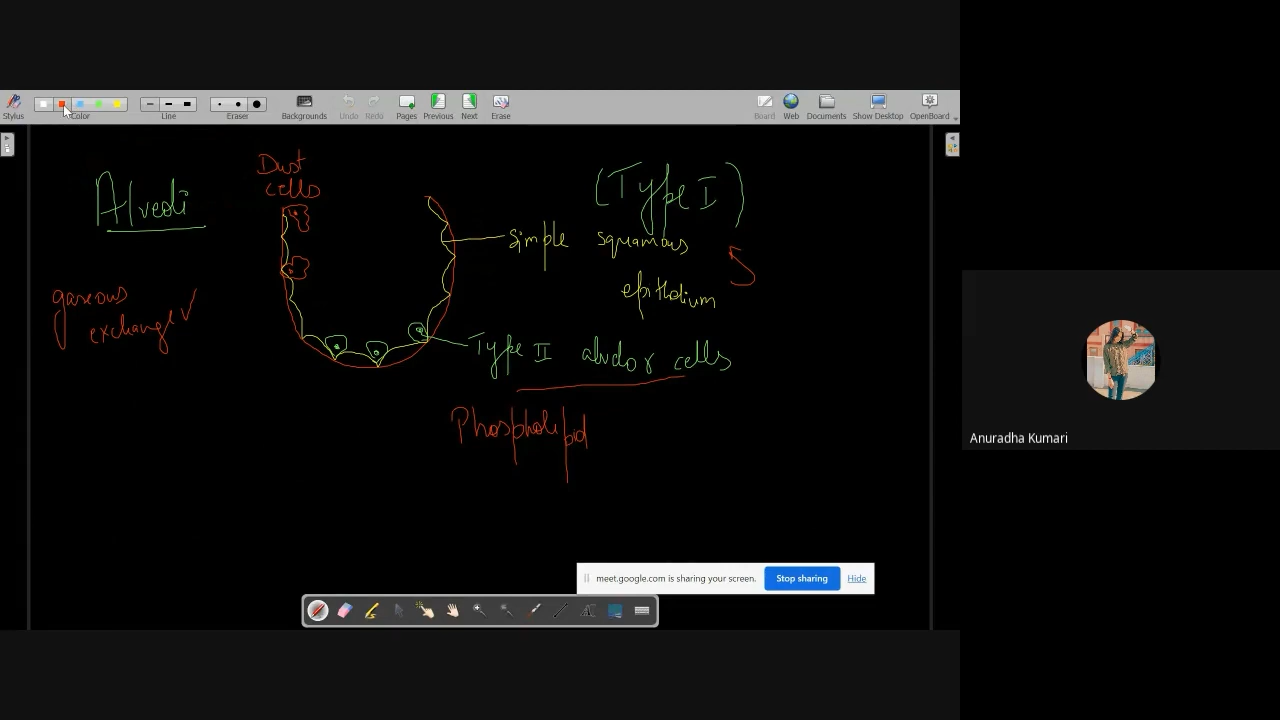 Stylus
Color
Line
Eraser
Backgrounds
Undo
Redo
Pages
Previous
Next
Erase
Board
Web
Documents
Show Desktop
OpenBoard
Dust
cells
Alveoli
(Type I)
simple squamous
epithelium
gaseous
exchange ✓
Type II alveolar cells
Phospholipid
Anuradha Kumari
meet.google.com is sharing your screen.
Stop sharing
Hide